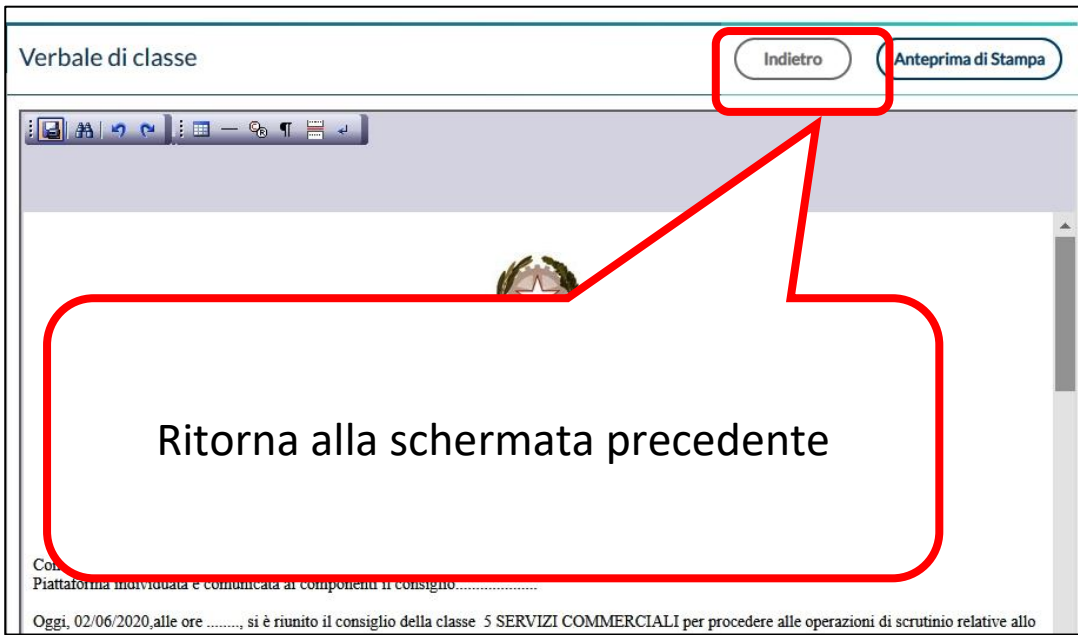 Verbale di classe
Indietro
Anteprima di Stampa
Ritorna alla schermata precedente
Piattaforma individuata e comunicata ai componenti il consiglio....................
Oggi, 02/06/2020,alle ore ........, si è riunito il consiglio della classe 5 SERVIZI COMMERCIALI per procedere alle operazioni di scrutinio relative allo